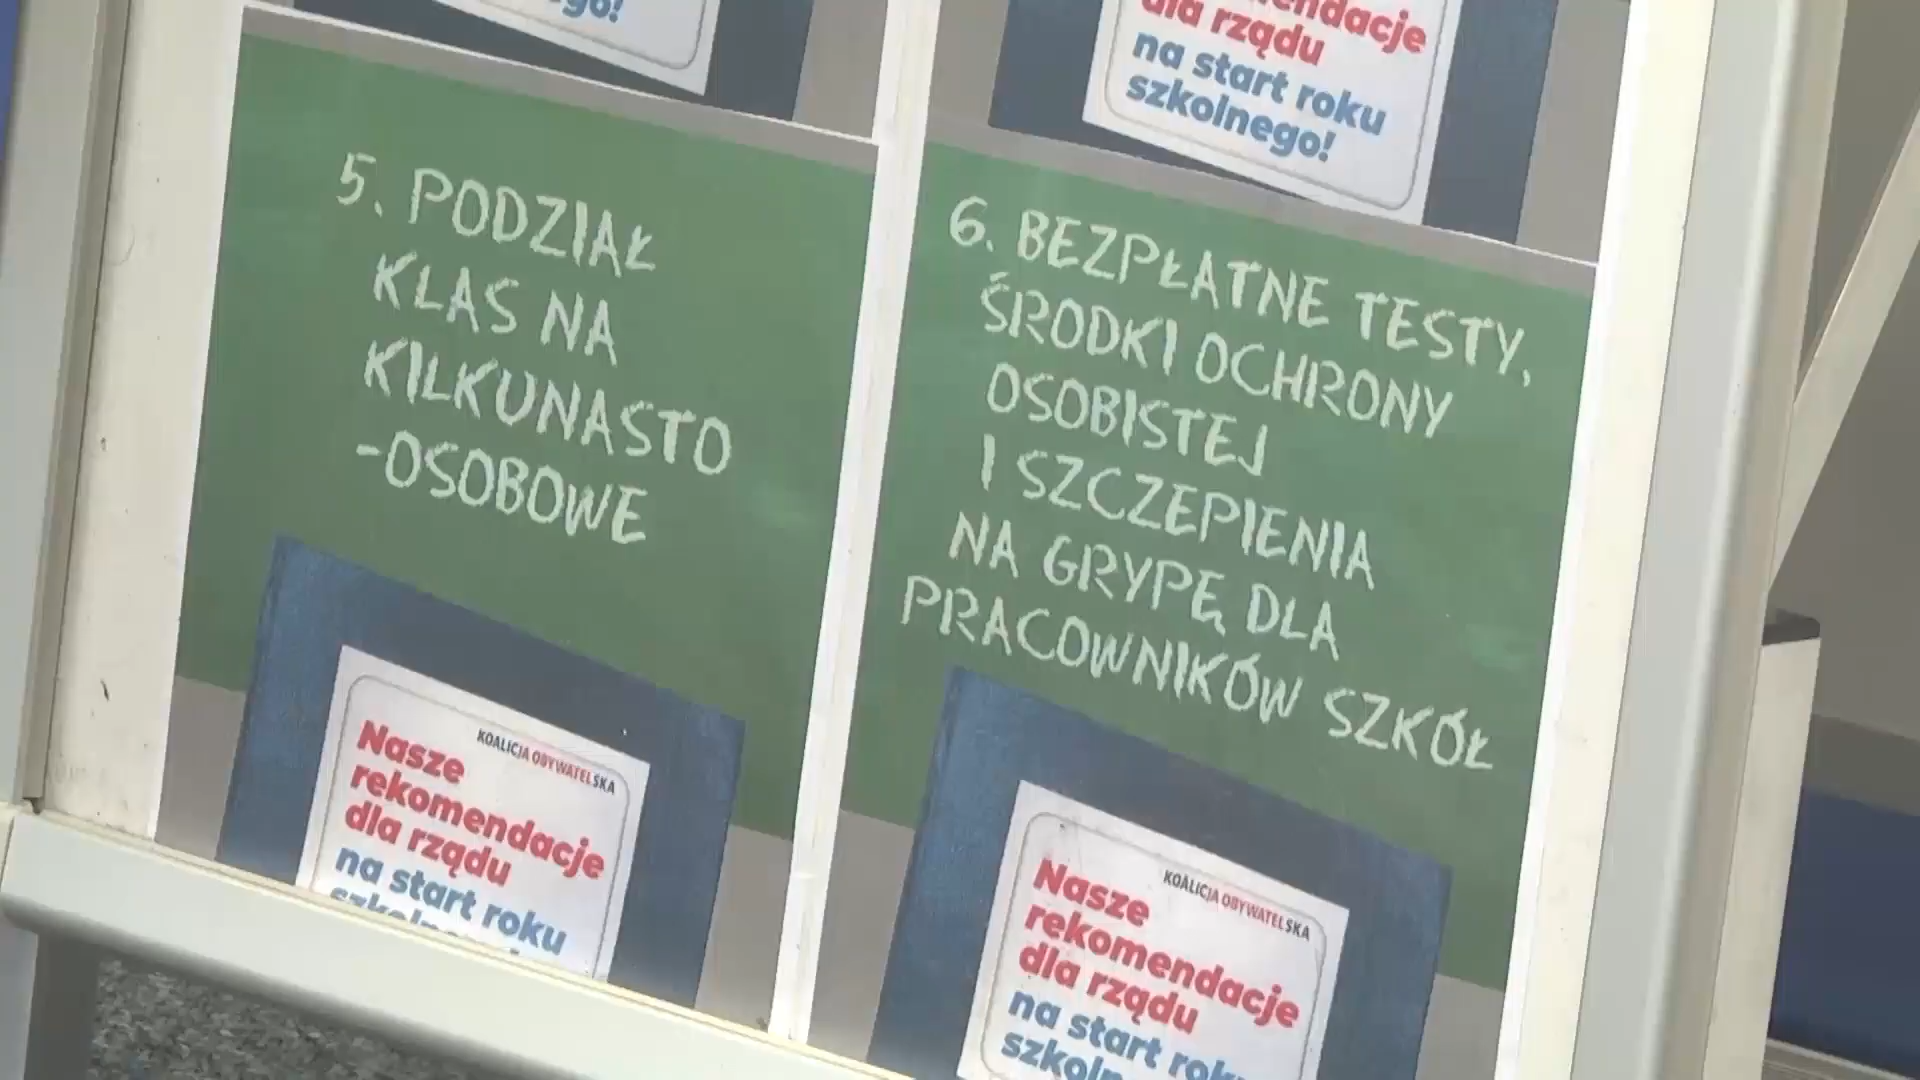 go!
rekomendacje
dla rządu
na start roku
szkolnego!
5. PODZIAŁ
KLAS NA
KILKUNASTO
-OSOBOWE
KOALICJA OBYWATELSKA
Nasze
rekomendacje
dla rządu
na start roku
6. BEZPŁATNE TESTY,
ŚRODKI OCHRONY
OSOBISTEJ
I SZCZEPIENIA
NA GRYPĘ DLA
PRACOWNIKÓW SZKÓŁ
KOALICJA OBYWATELSKA
Nasze
rekomendacje
dla rządu
na start roku